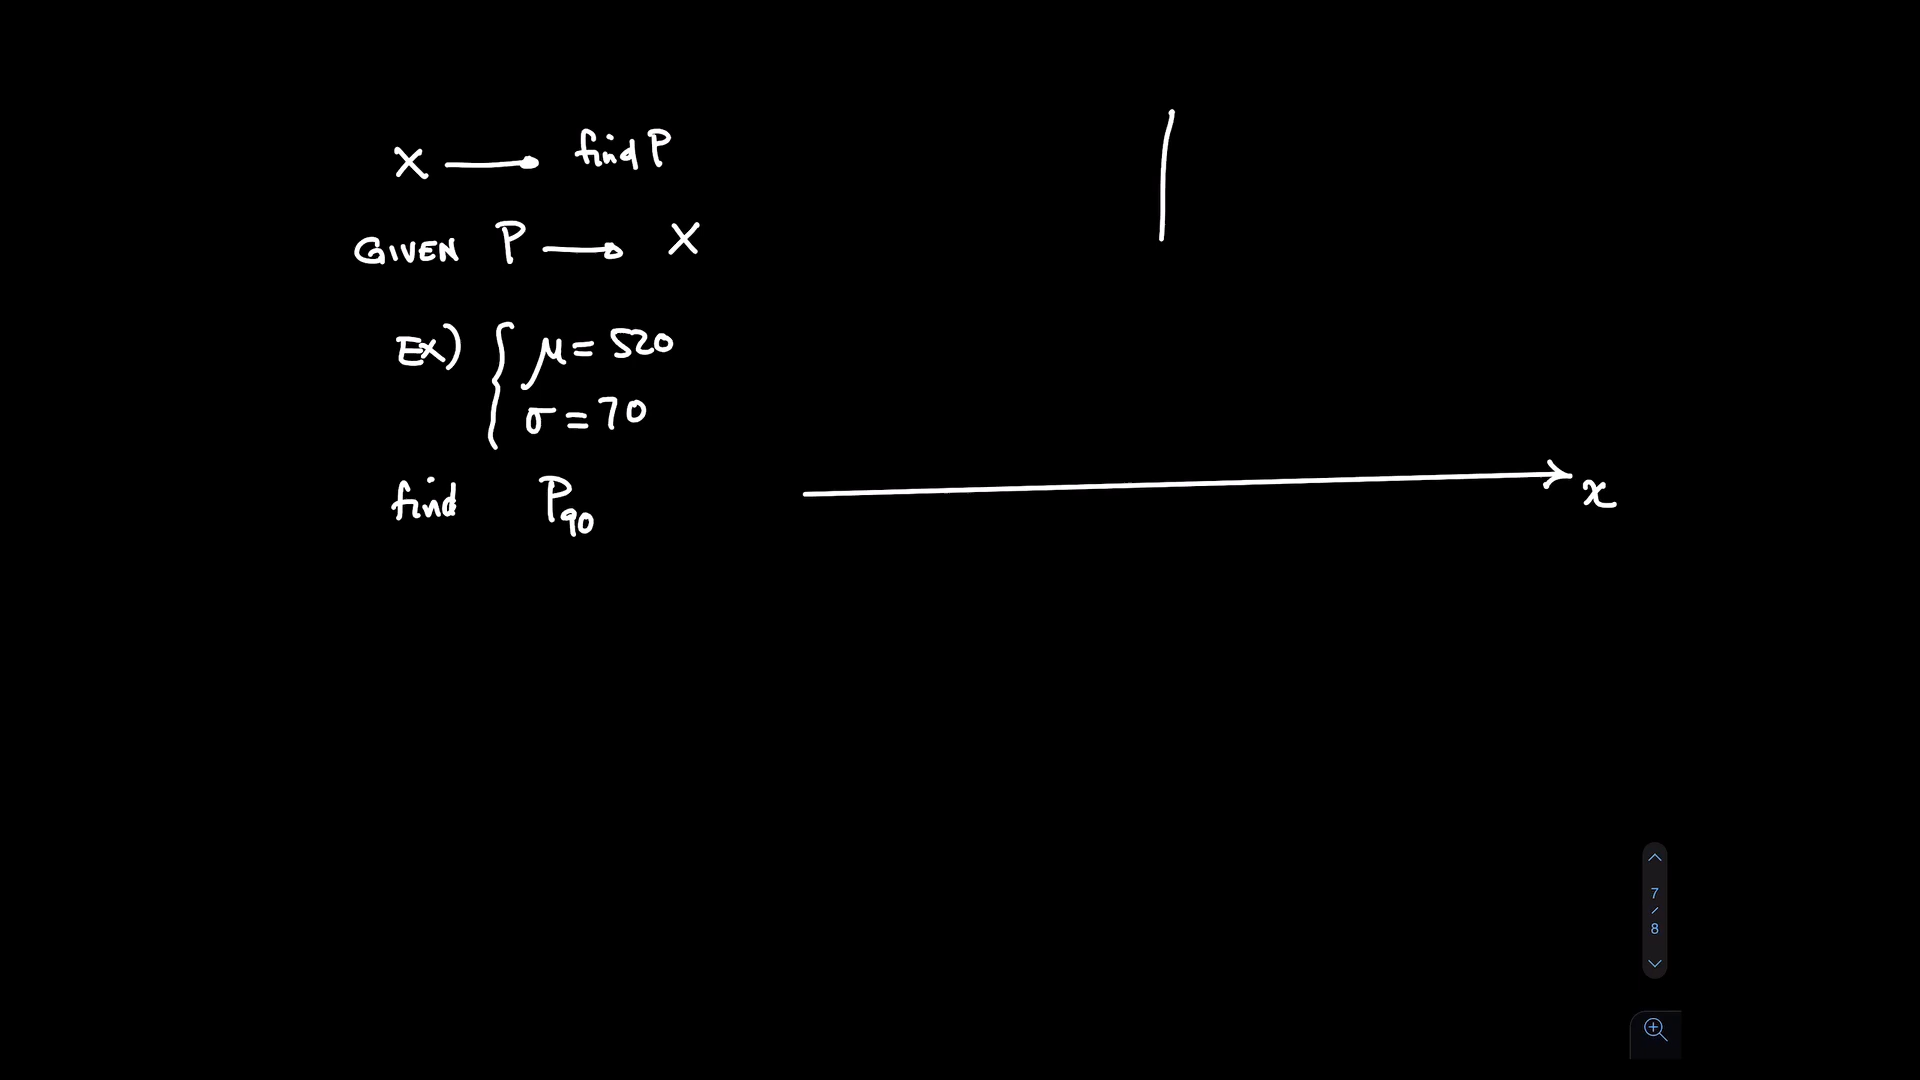 X → find P
GIVEN P → X
EX) { μ = 520
σ = 70
find P₉₀
x
7
/
8